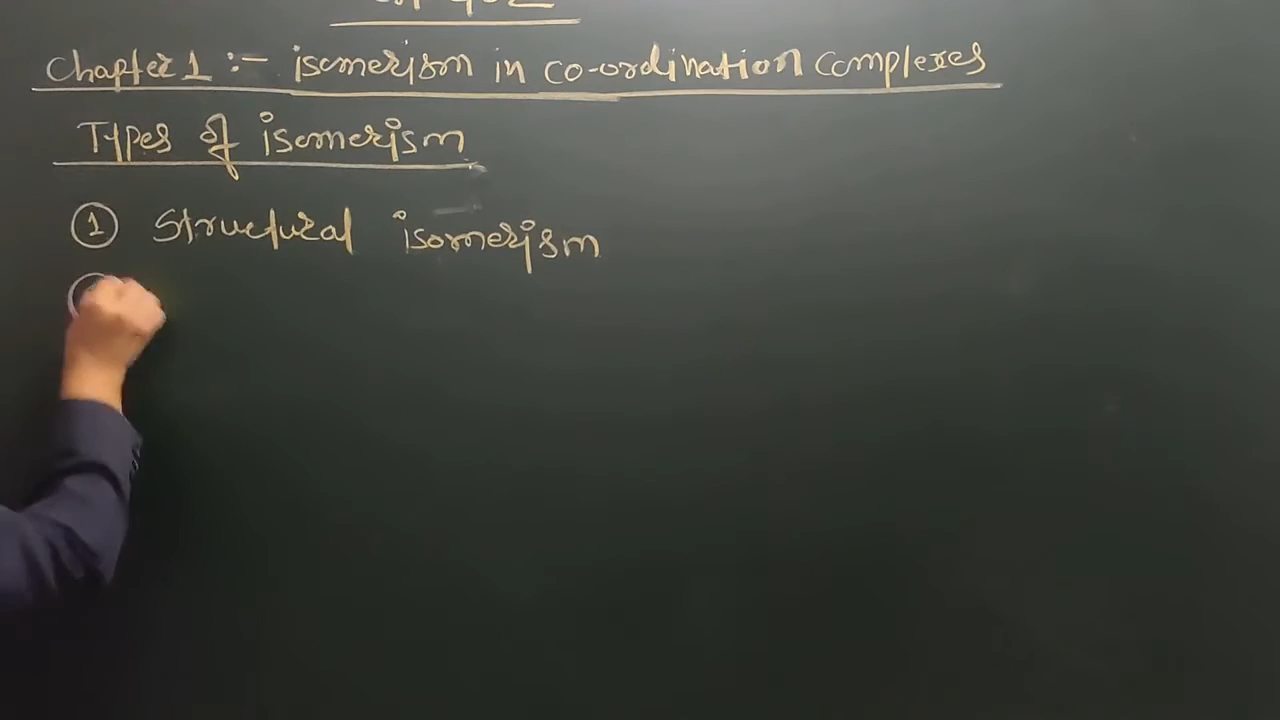 Chapter 1 :- isomerism in co-ordination complexes
Types of isomerism
① Structural isomerism